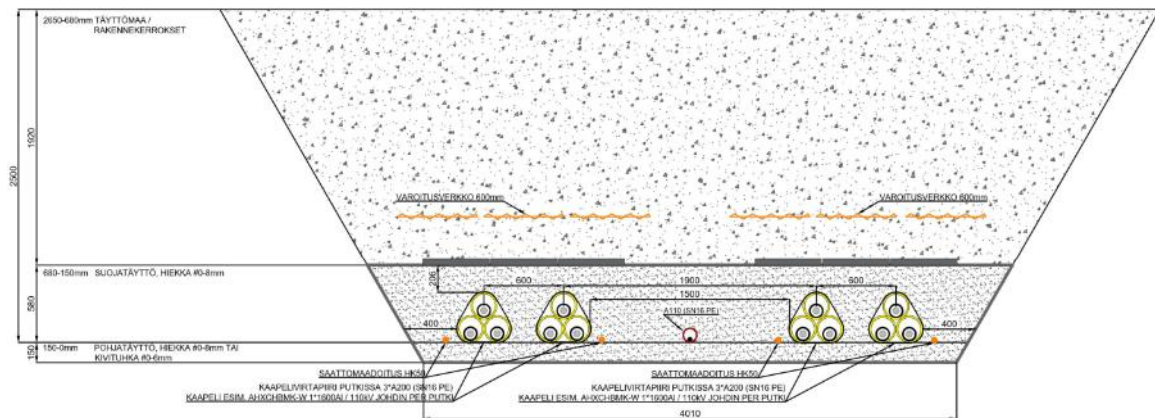 2650-680mm TÄYTTÖMAA /
RAKENNEKERROKSET
2500
1920
VAROITUSVERKKO 600mm
VAROITUSVERKKO 600mm
680-150mm SUOJATÄYTTÖ, HIEKKA #0-8mm
206
580
600
1900
600
1500
A110 (SN16 PE)
400
400
150
150-0mm POHJATÄYTTÖ, HIEKKA #0-8mm TAI
KIVITUHKA #0-6mm
SAATTOMAADOITUS HK50
SAATTOMAADOITUS HK50
KAAPELIVIRTAPIIRI PUTKISSA 3*A200 (SN16 PE)
KAAPELIVIRTAPIIRI PUTKISSA 3*A200 (SN16 PE)
KAAPELI ESIM. AHXCHBMK-W 1*1600Al / 110kV JOHDIN PER PUTKI
KAAPELI ESIM. AHXCHBMK-W 1*1600Al / 110kV JOHDIN PER PUTKI
4010